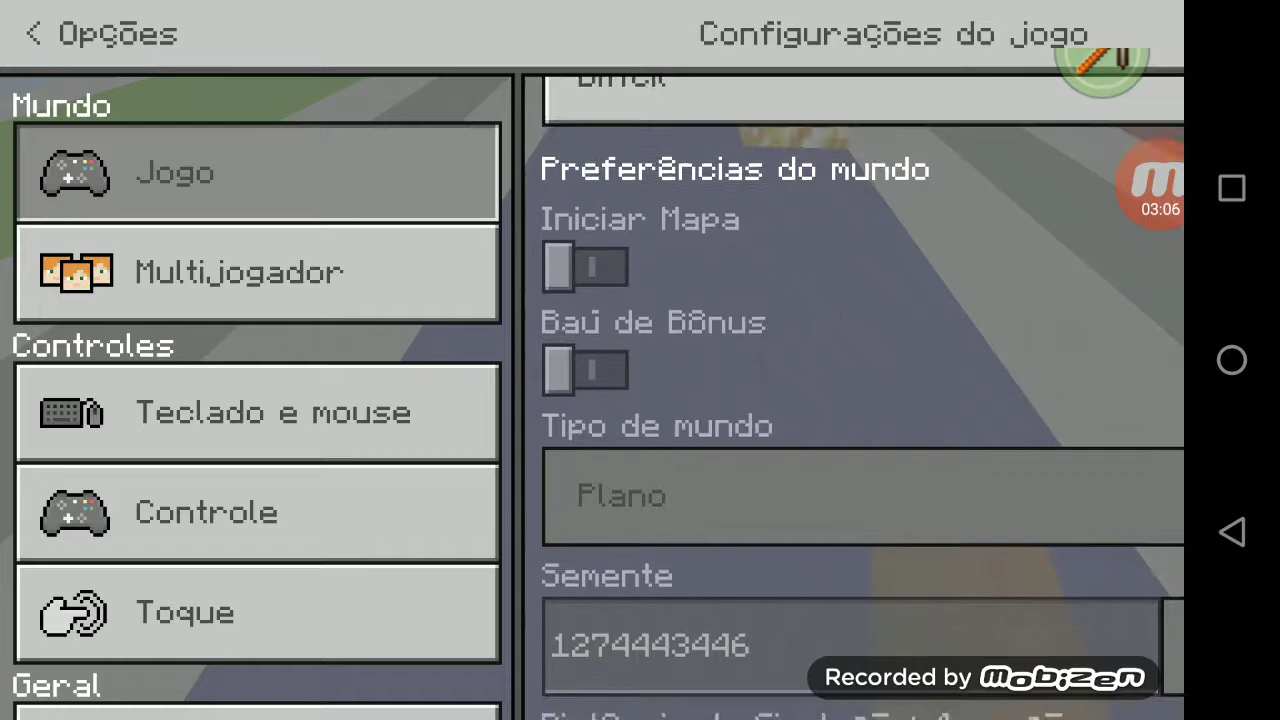 Opções
Configurações do jogo
Mundo
Jogo
Multijogador
Controles
Teclado e mouse
Controle
Toque
Geral
Difícil
Preferências do mundo
Iniciar Mapa
Baú de Bônus
Tipo de mundo
Plano
Semente
1274443446
03:06
Recorded by mobizen